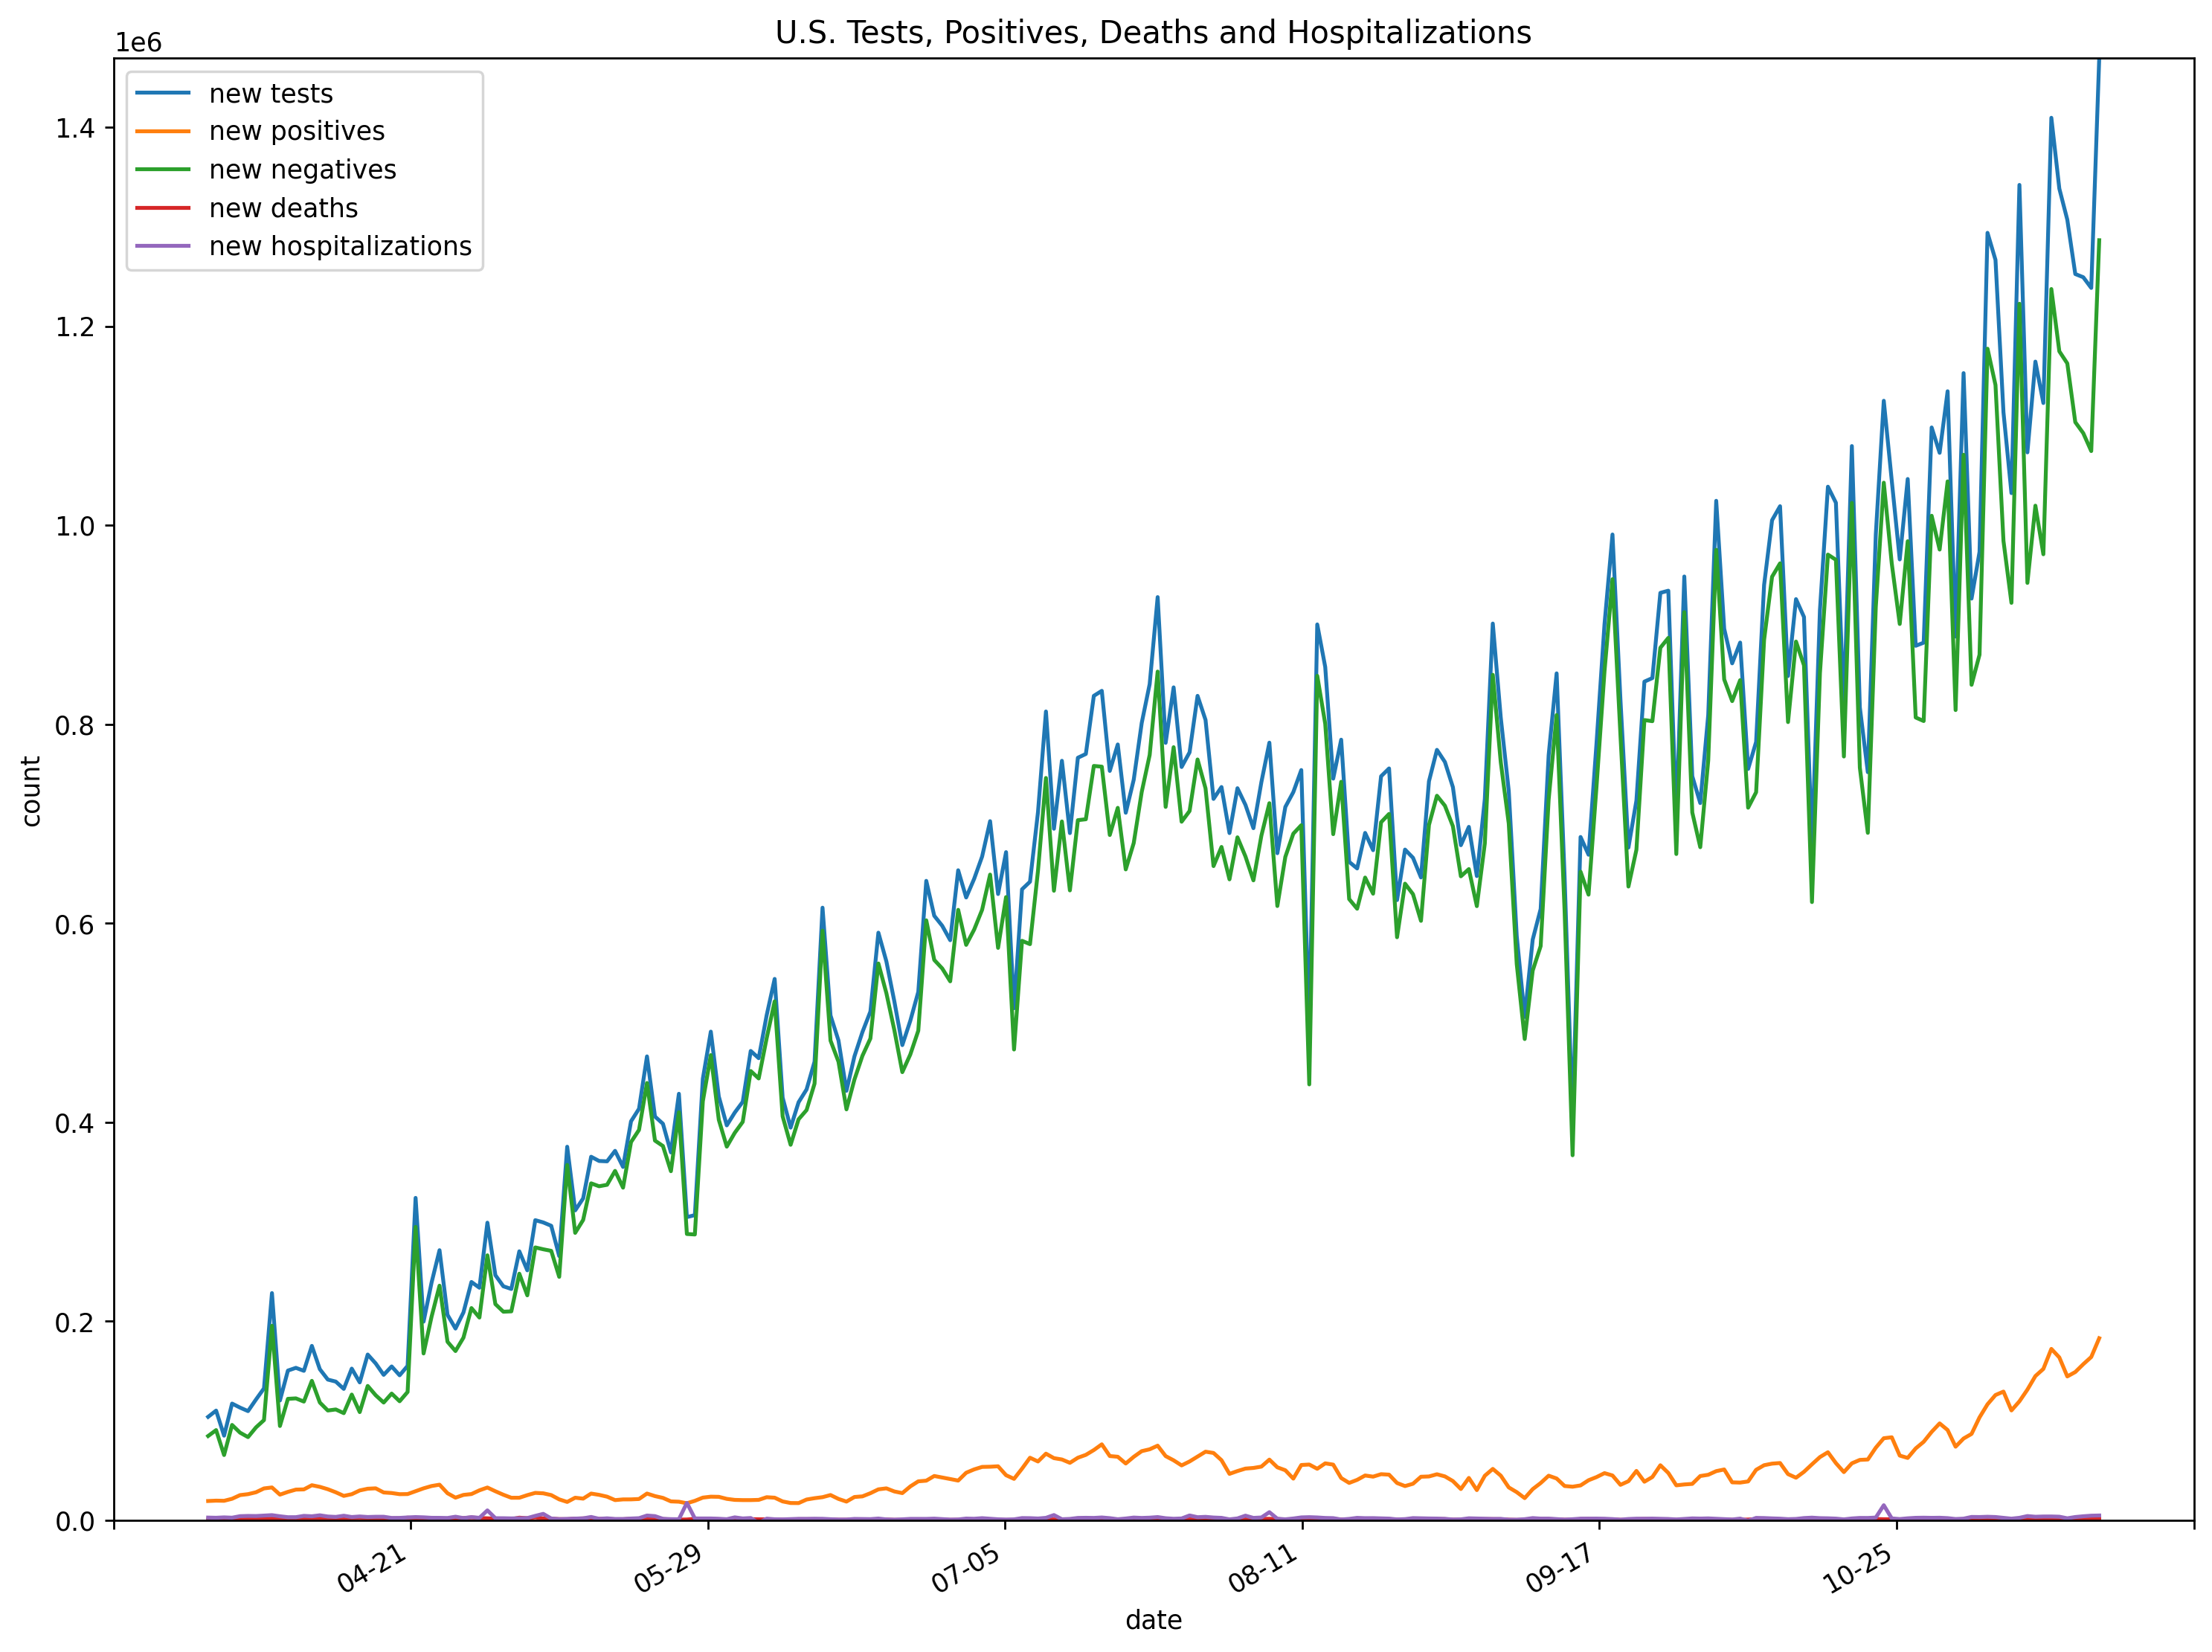 U.S. Tests, Positives, Deaths and Hospitalizations
1e6
new tests
new positives
new negatives
new deaths
new hospitalizations
1.4
1.2
1.0
0.8
0.6
0.4
0.2
0.0
count
04-21
05-29
07-05
08-11
09-17
10-25
date